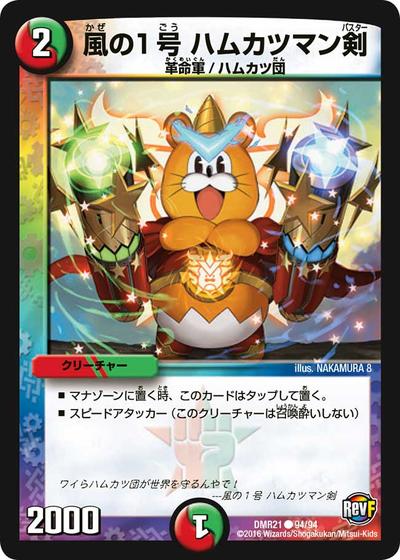 2
かぜ ごう バスター
風の1号 ハムカツマン剣
かくめいぐん だん
革命軍 / ハムカツ団
クリーチャー
illus. NAKAMURA 8
■ マナゾーンに置く時、このカードはタップして置く。
■ スピードアタッカー (このクリーチャーは召喚酔いしない)
ワイらハムカツ団が世界を守るんやで!
---風の1号 ハムカツマン剣
2000
1
DMR21 ● 94/94
©2016 Wizards/Shogakukan/Mitsui-Kids
RevF